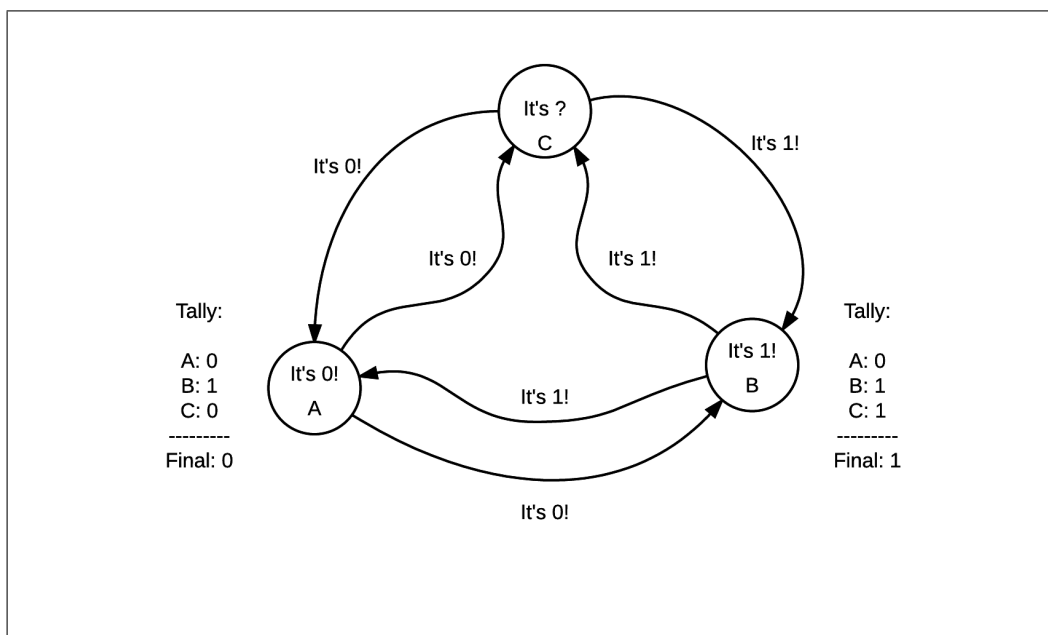 It's ?
C
It's 1!
It's 0!
It's 0!
It's 1!
Tally:
A: 0
B: 1
C: 0
---------
Final: 0
It's 0!
A
It's 1!
It's 1!
B
Tally:
A: 0
B: 1
C: 1
---------
Final: 1
It's 0!